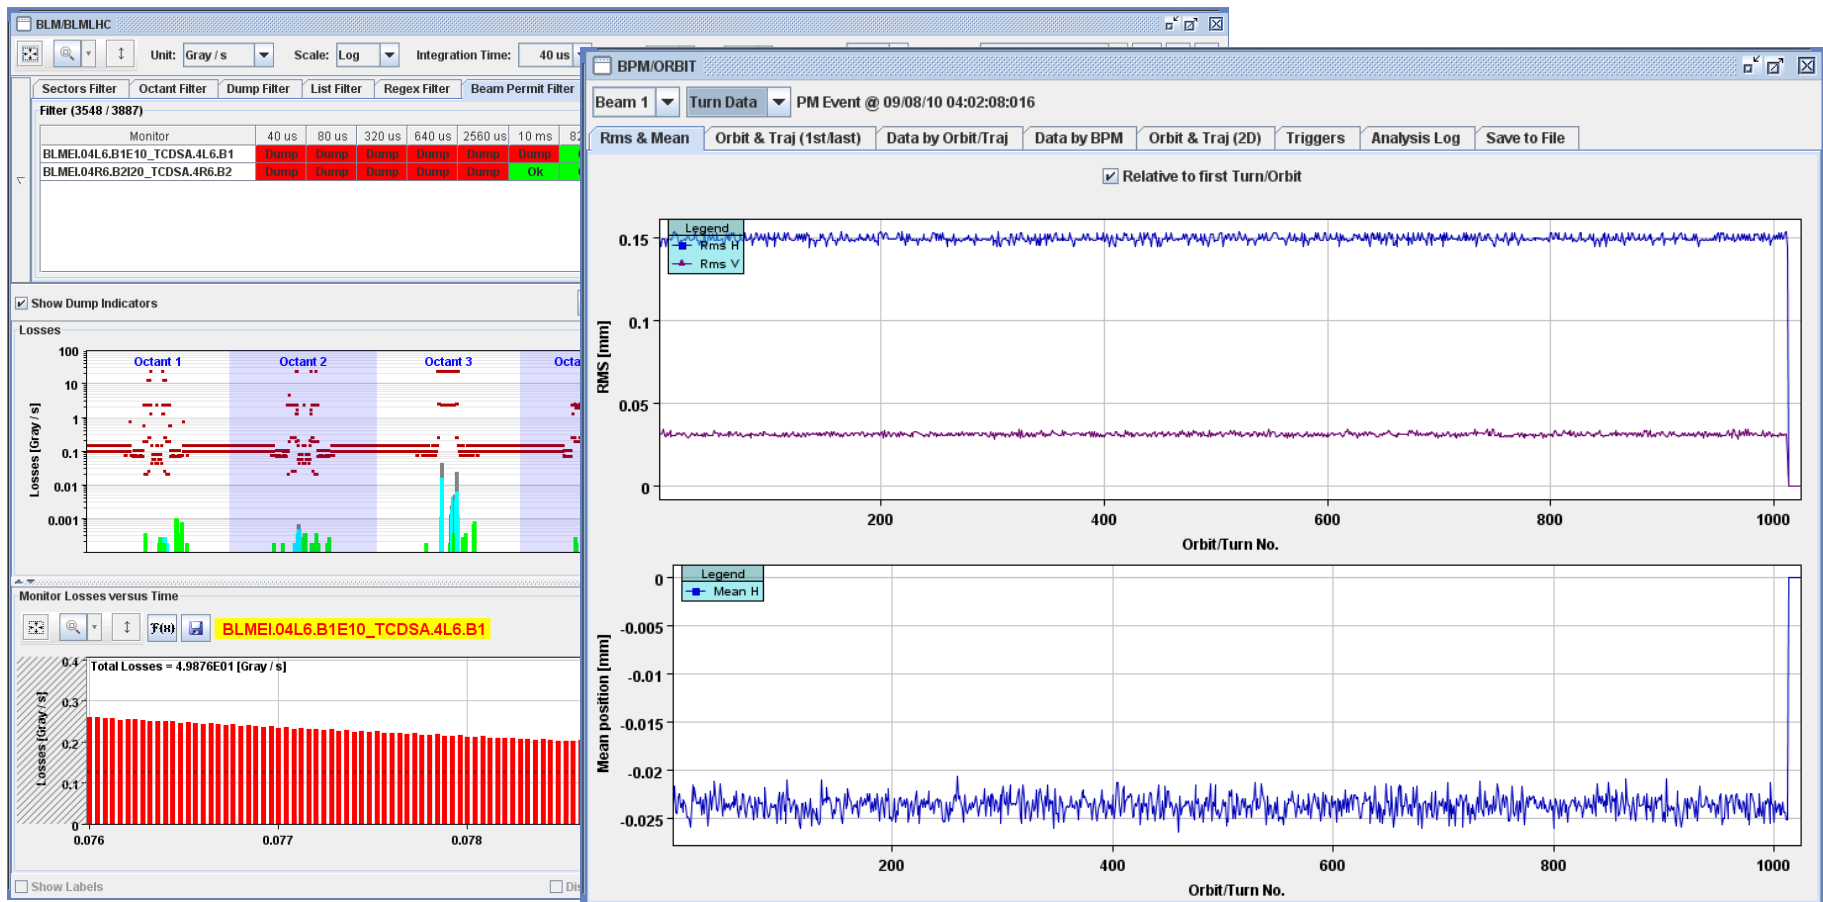 BLM/BLMLHC
Unit: Gray / s Scale: Log Integration Time: 40 us
Sectors Filter Octant Filter Dump Filter List Filter Regex Filter Beam Permit Filter
Filter (3548 / 3887)
Monitor 40 us 80 us 320 us 640 us 2560 us 10 ms 82
BLMEI.04L6.B1E10_TCDSA.4L6.B1 Dump Dump Dump Dump Dump Dump
BLMEI.04R6.B2I20_TCDSA.4R6.B2 Dump Dump Dump Dump Dump Ok
Show Dump Indicators
Losses
Octant 1 Octant 2 Octant 3 Octa
100
10
1
0.1
0.01
0.001
Losses [Gray / s]
Monitor Losses versus Time
F(x) BLMEI.04L6.B1E10_TCDSA.4L6.B1
Total Losses = 4.9876E01 [Gray / s]
0.4
0.3
0.2
0.1
0
Losses [Gray / s]
0.076 0.077 0.078
Show Labels Dis
BPM/ORBIT
Beam 1 Turn Data PM Event @ 09/08/10 04:02:08:016
Rms & Mean Orbit & Traj (1st/last) Data by Orbit/Traj Data by BPM Orbit & Traj (2D) Triggers Analysis Log Save to File
Relative to first Turn/Orbit
Legend
Rms H
Rms V
0.15
0.1
0.05
0
RMS [mm]
200 400 600 800 1000
Orbit/Turn No.
Legend
Mean H
0
-0.005
-0.01
-0.015
-0.02
-0.025
Mean position [mm]
200 400 600 800 1000
Orbit/Turn No.